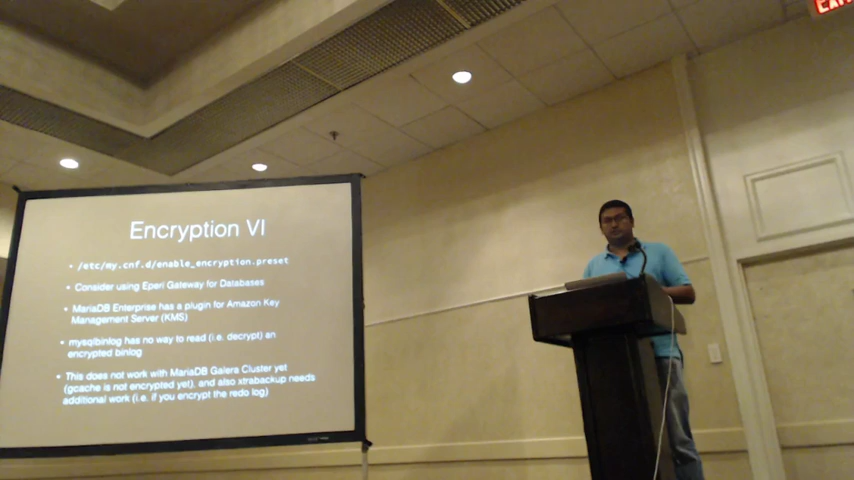 Encryption VI
• /etc/my.cnf.d/enable_encryption.preset
• Consider using Eperi Gateway for Databases
• MariaDB Enterprise has a plugin for Amazon Key
Management Server (KMS)
• mysqlbinlog has no way to read (i.e. decrypt) an
encrypted binlog
• This does not work with MariaDB Galera Cluster yet
(gcache is not encrypted yet), and also xtrabackup needs
additional work (i.e. if you encrypt the redo log)